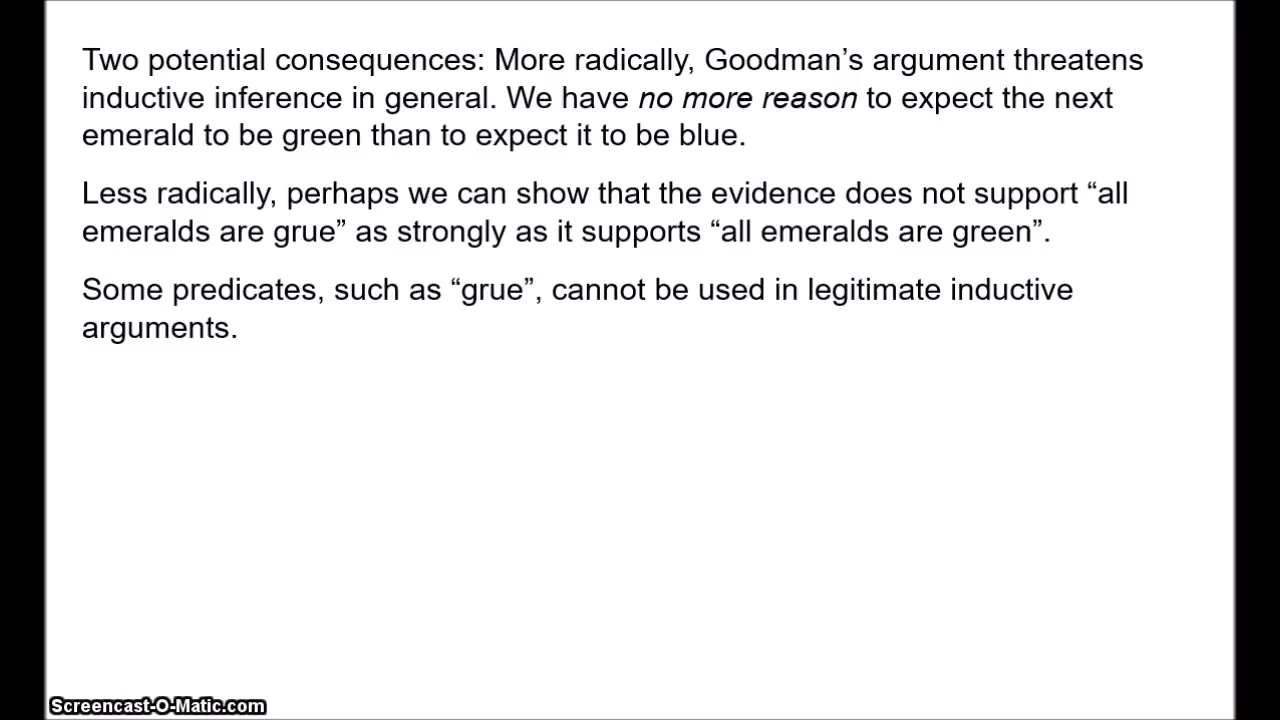 Two potential consequences: More radically, Goodman’s argument threatens
inductive inference in general. We have no more reason to expect the next
emerald to be green than to expect it to be blue.
Less radically, perhaps we can show that the evidence does not support “all
emeralds are grue” as strongly as it supports “all emeralds are green”.
Some predicates, such as “grue”, cannot be used in legitimate inductive
arguments.
Screencast-O-Matic.com